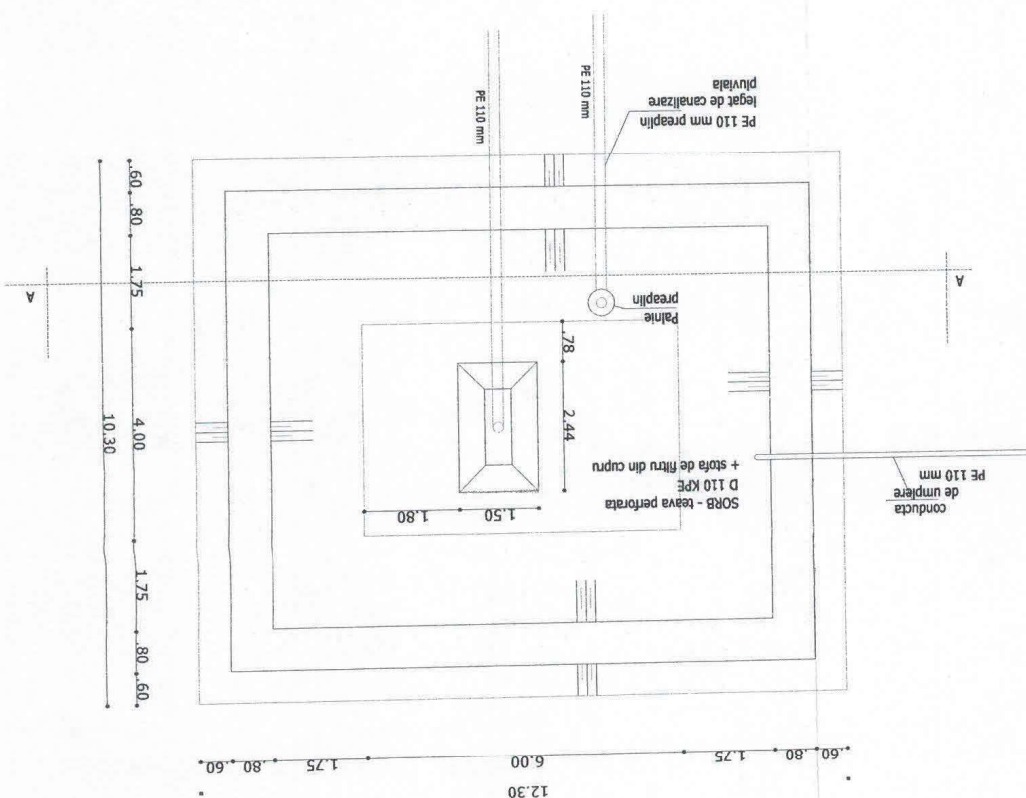 PE 110 mm
PE 110 mm
PE 110 mm preaplin
legat de canalizare
pluviala
Palnie
preaplin
SORB - teava perforata
D 110 KPE
+ stofa de filtru din cupru
conducta
de umplere
PE 110 mm
A
A
.60
.80
1.75
4.00
1.75
.80
.60
10.30
.78
2.44
1.50
1.80
.60
.80
1.75
6.00
1.75
.80
.60
12.30